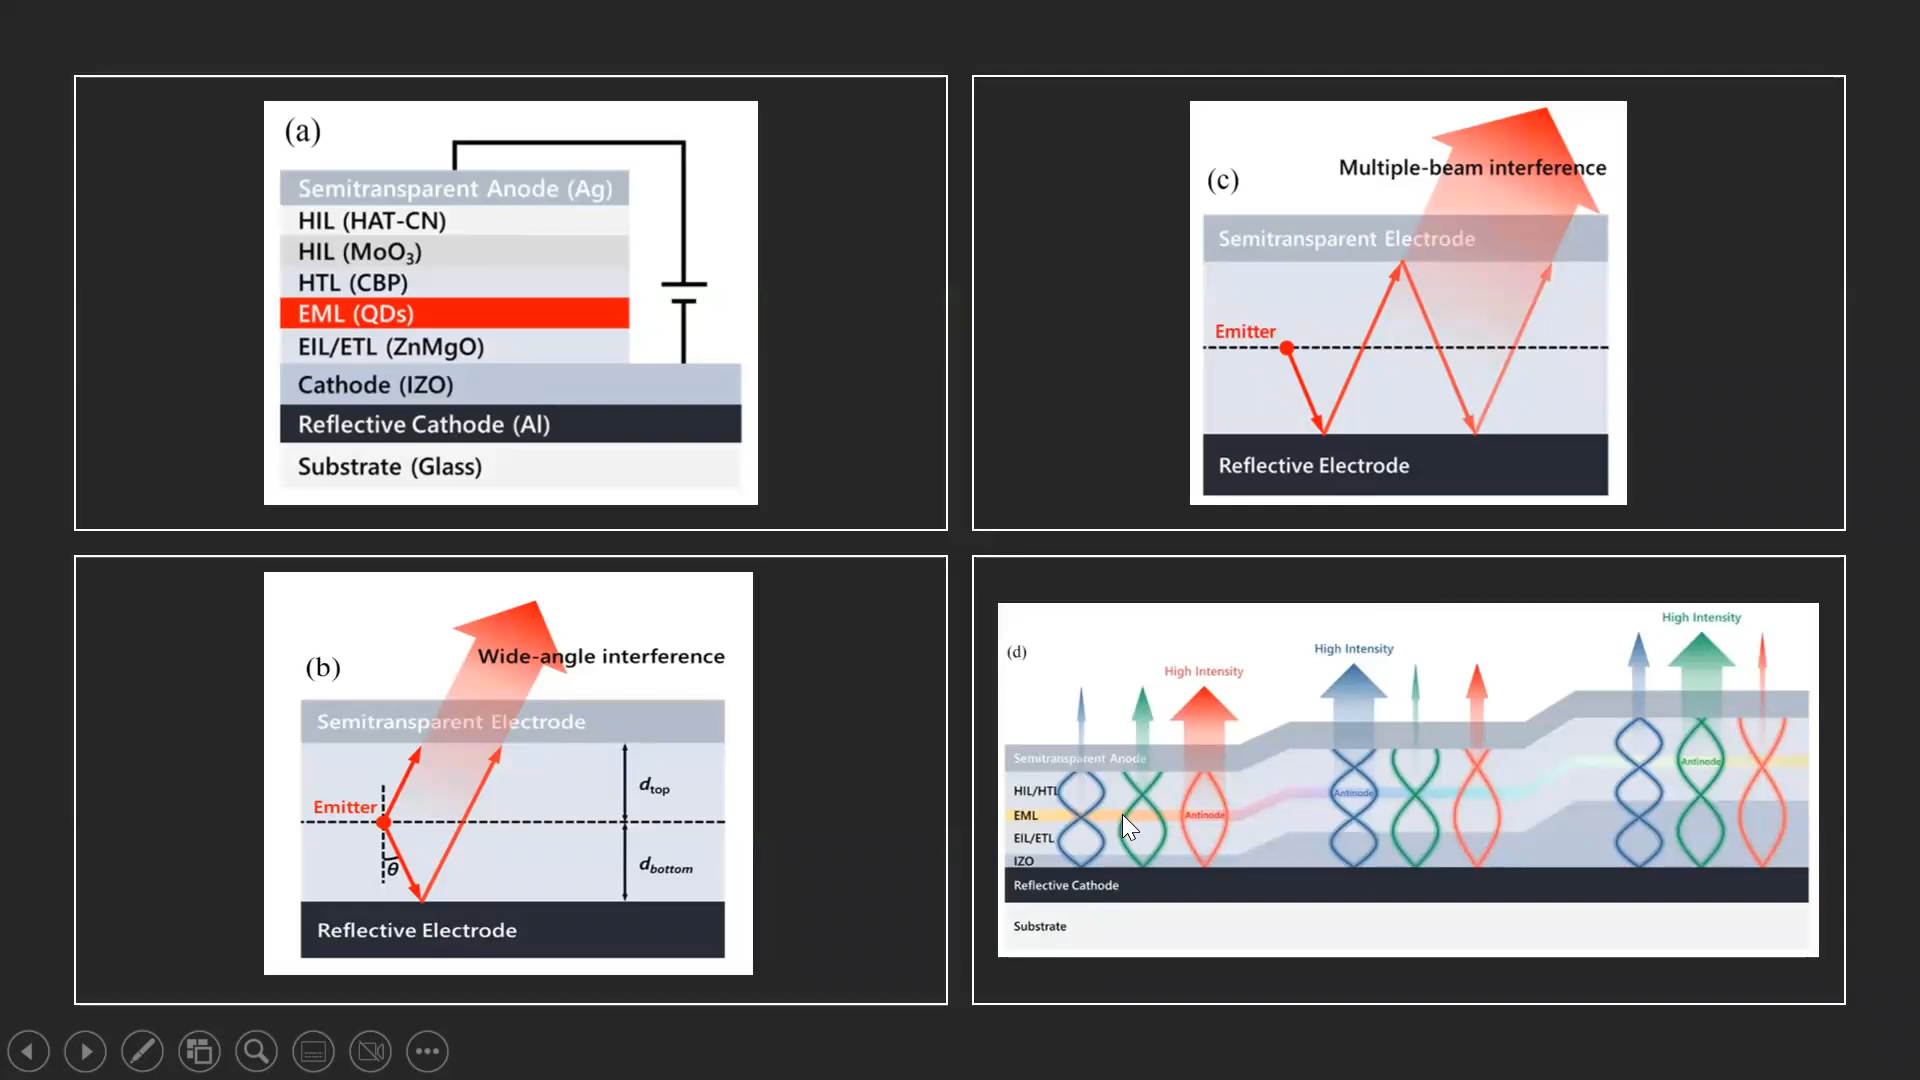 (a)
Semitransparent Anode (Ag)
HIL (HAT-CN)
HIL (MoO₃)
HTL (CBP)
EML (QDs)
EIL/ETL (ZnMgO)
Cathode (IZO)
Reflective Cathode (Al)
Substrate (Glass)
(c)
Multiple-beam interference
Semitransparent Electrode
Emitter
Reflective Electrode
(b)
Wide-angle interference
Semitransparent Electrode
Emitter
θ
d top
d bottom
Reflective Electrode
(d)
High Intensity
High Intensity
High Intensity
Semitransparent Anode
HIL/HTL
EML
EIL/ETL
IZO
Antinode
Antinode
Antinode
Reflective Cathode
Substrate